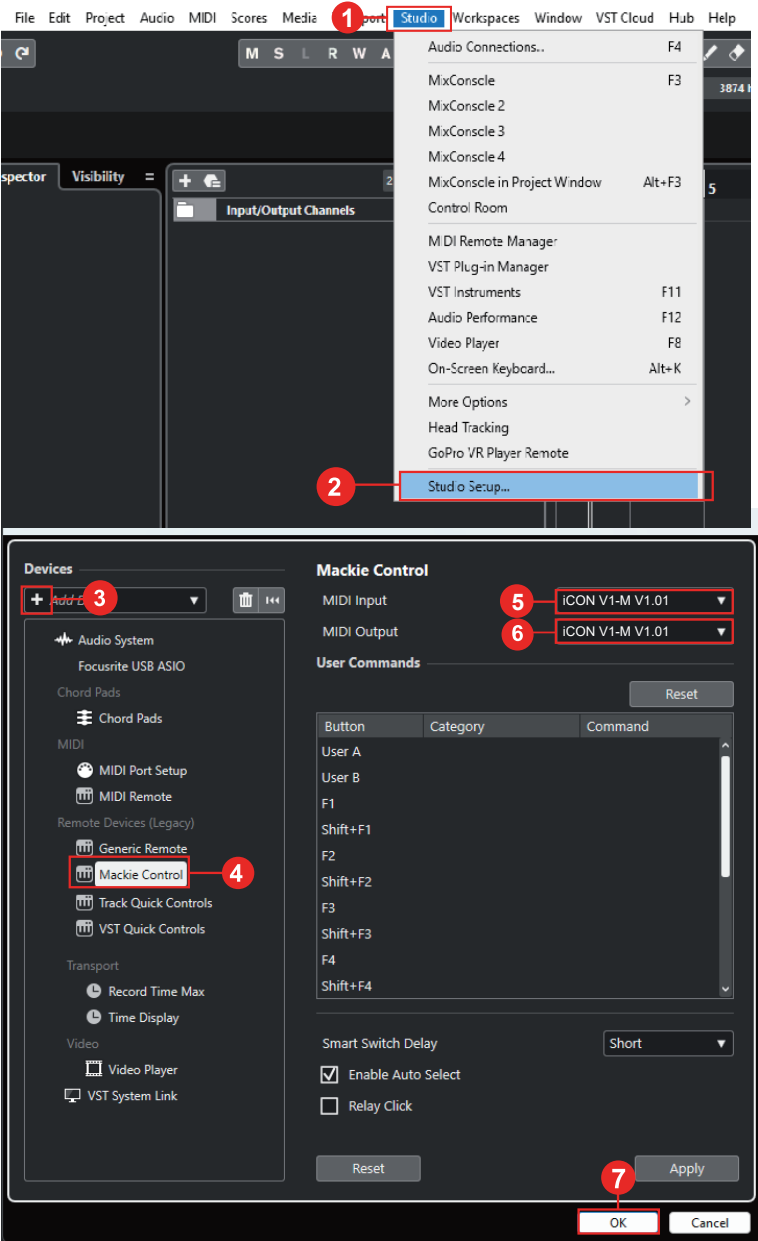 File Edit Project Audio MIDI Scores Media 1 port Studio Workspaces Window VST Cloud Hub Help
M S L R W A
Audio Connections.. F4
MixConsole F3
3874
MixConsole 2
MixConsole 3
MixConsole 4
spector Visibility =
2
MixConsole in Project Window Alt+F3
5
Input/Output Channels
Control Room
MIDI Remote Manager
VST Plug-in Manager
VST Instruments F11
Audio Performance F12
Video Player F8
On-Screen Keyboard... Alt+K
More Options >
Head Tracking
GoPro VR Player Remote
2 Studio Setup...
Devices
+ Add 3
Audio System
Focusrite USB ASIO
Chord Pads
Chord Pads
MIDI
MIDI Port Setup
MIDI Remote
Remote Devices (Legacy)
Generic Remote
Mackie Control 4
Track Quick Controls
VST Quick Controls
Transport
Record Time Max
Time Display
Video
Video Player
VST System Link
Mackie Control
MIDI Input 5 iCON V1-M V1.01
MIDI Output 6 iCON V1-M V1.01
User Commands
Reset
Button Category Command
User A
User B
F1
Shift+F1
F2
Shift+F2
F3
Shift+F3
F4
Shift+F4
Smart Switch Delay Short
Enable Auto Select
Relay Click
Reset 7 Apply
OK Cancel